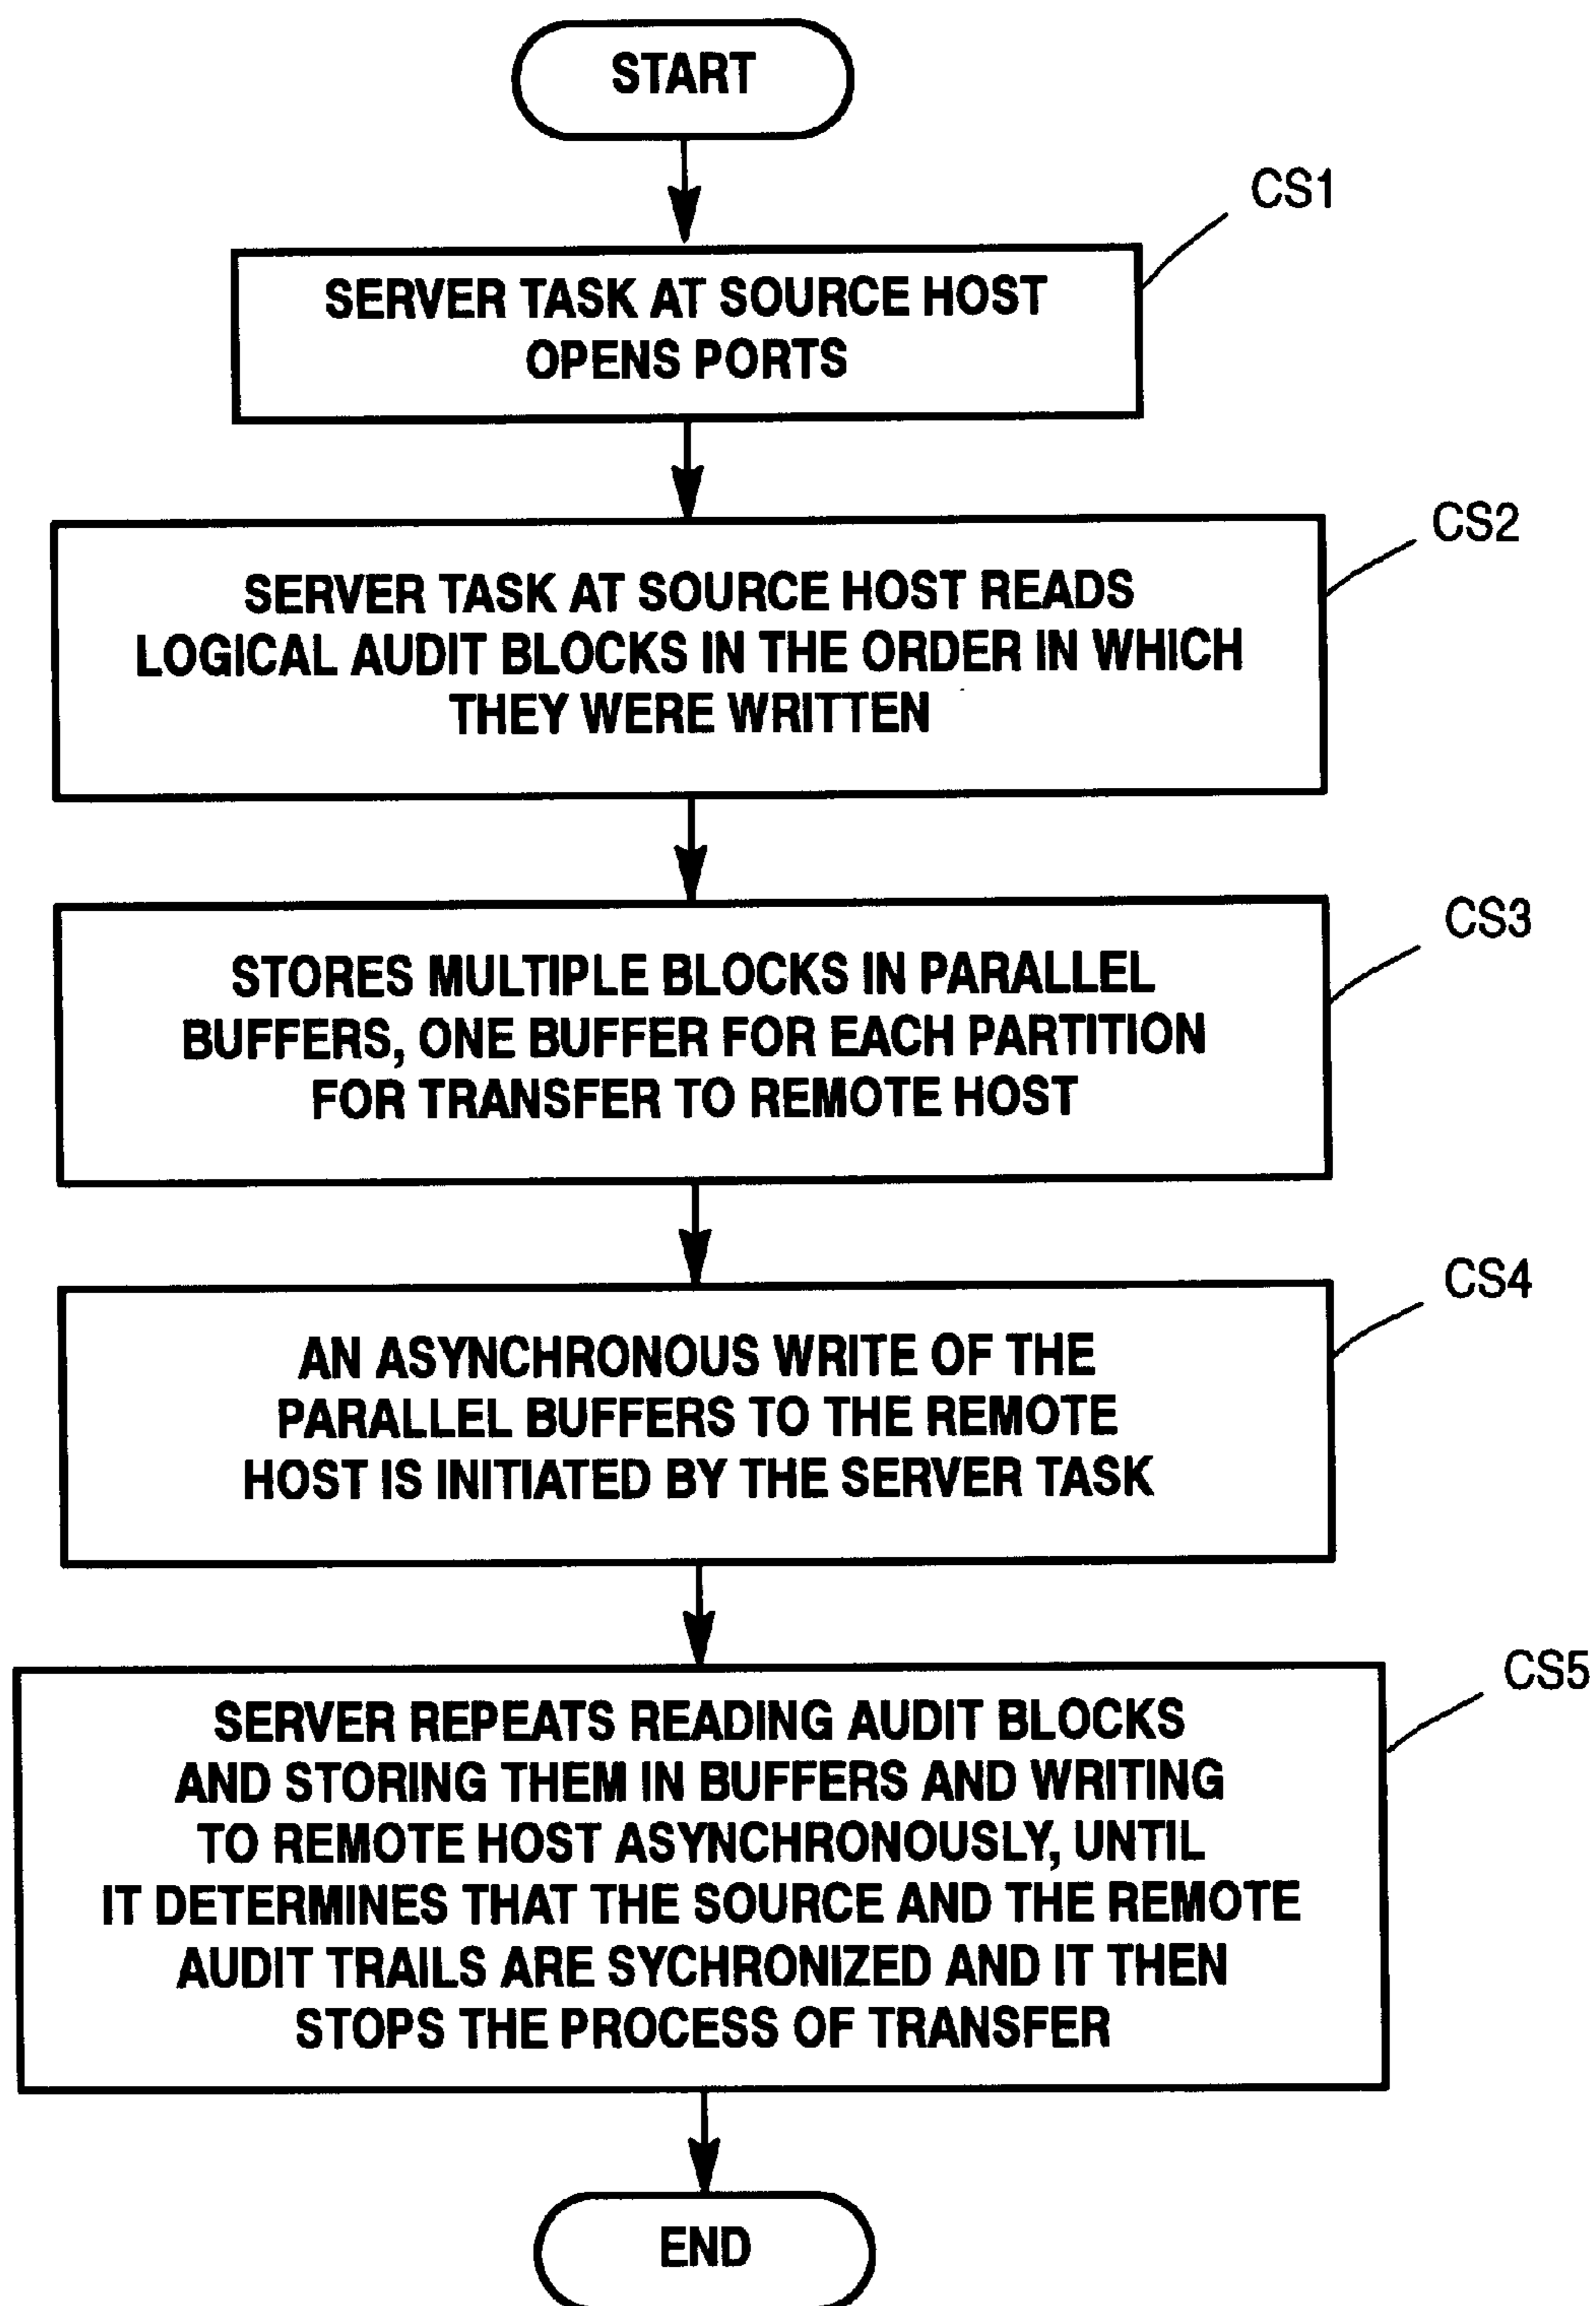 START
CS1
SERVER TASK AT SOURCE HOST
OPENS PORTS
CS2
SERVER TASK AT SOURCE HOST READS
LOGICAL AUDIT BLOCKS IN THE ORDER IN WHICH
THEY WERE WRITTEN
CS3
STORES MULTIPLE BLOCKS IN PARALLEL
BUFFERS, ONE BUFFER FOR EACH PARTITION
FOR TRANSFER TO REMOTE HOST
CS4
AN ASYNCHRONOUS WRITE OF THE
PARALLEL BUFFERS TO THE REMOTE
HOST IS INITIATED BY THE SERVER TASK
CS5
SERVER REPEATS READING AUDIT BLOCKS
AND STORING THEM IN BUFFERS AND WRITING
TO REMOTE HOST ASYNCHRONOUSLY, UNTIL
IT DETERMINES THAT THE SOURCE AND THE REMOTE
AUDIT TRAILS ARE SYCHRONIZED AND IT THEN
STOPS THE PROCESS OF TRANSFER
END